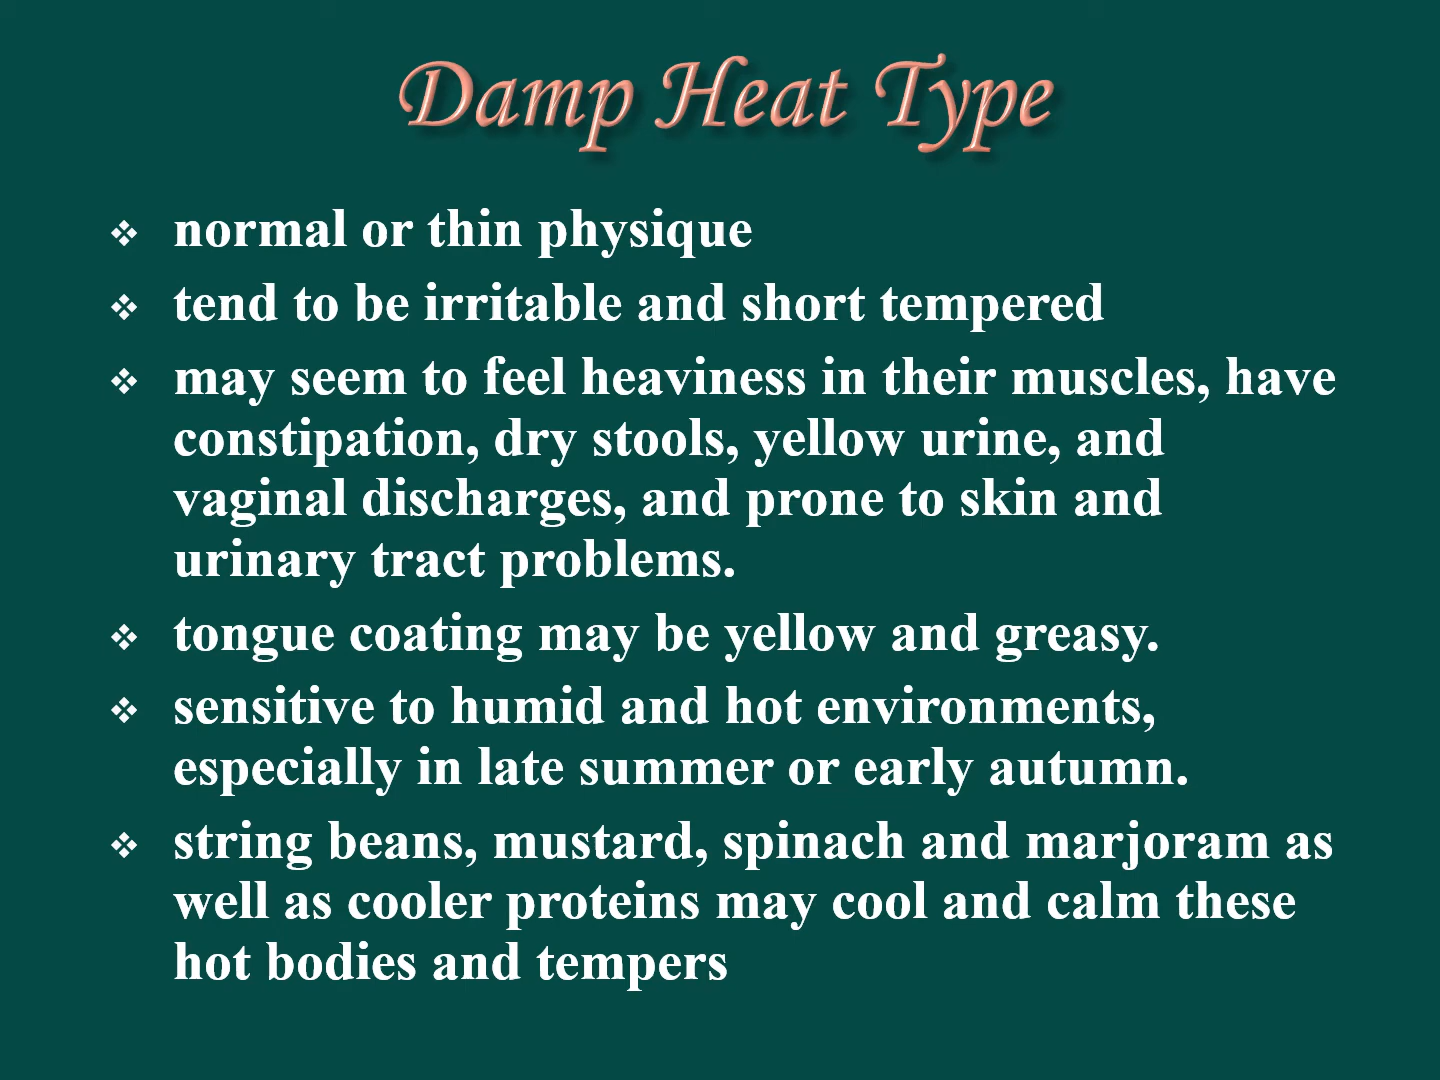 Damp Heat Type
❖ normal or thin physique
❖ tend to be irritable and short tempered
❖ may seem to feel heaviness in their muscles, have
constipation, dry stools, yellow urine, and
vaginal discharges, and prone to skin and
urinary tract problems.
❖ tongue coating may be yellow and greasy.
❖ sensitive to humid and hot environments,
especially in late summer or early autumn.
❖ string beans, mustard, spinach and marjoram as
well as cooler proteins may cool and calm these
hot bodies and tempers